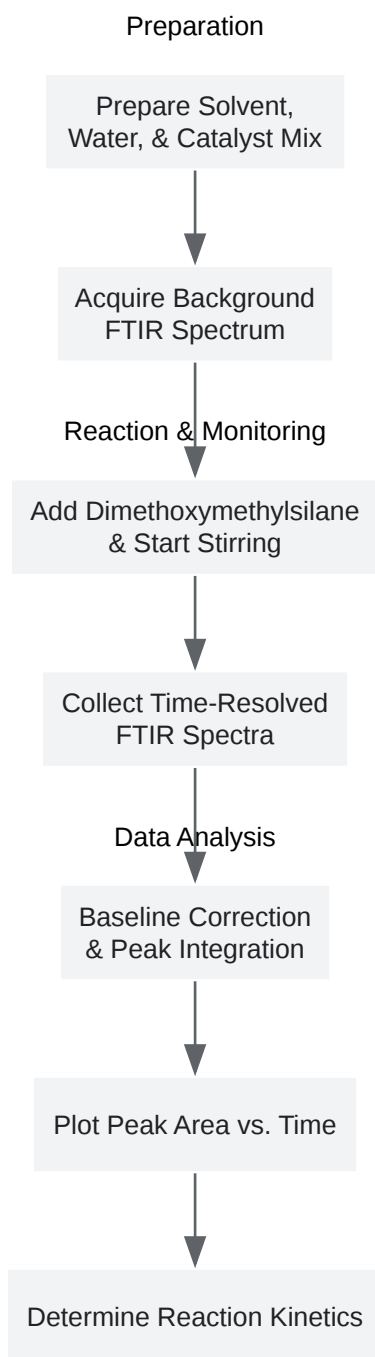 Preparation
Prepare Solvent,
Water, & Catalyst Mix
Acquire Background
FTIR Spectrum
Reaction & Monitoring
Add Dimethoxymethylsilane
& Start Stirring
Collect Time-Resolved
FTIR Spectra
Data Analysis
Baseline Correction
& Peak Integration
Plot Peak Area vs. Time
Determine Reaction Kinetics